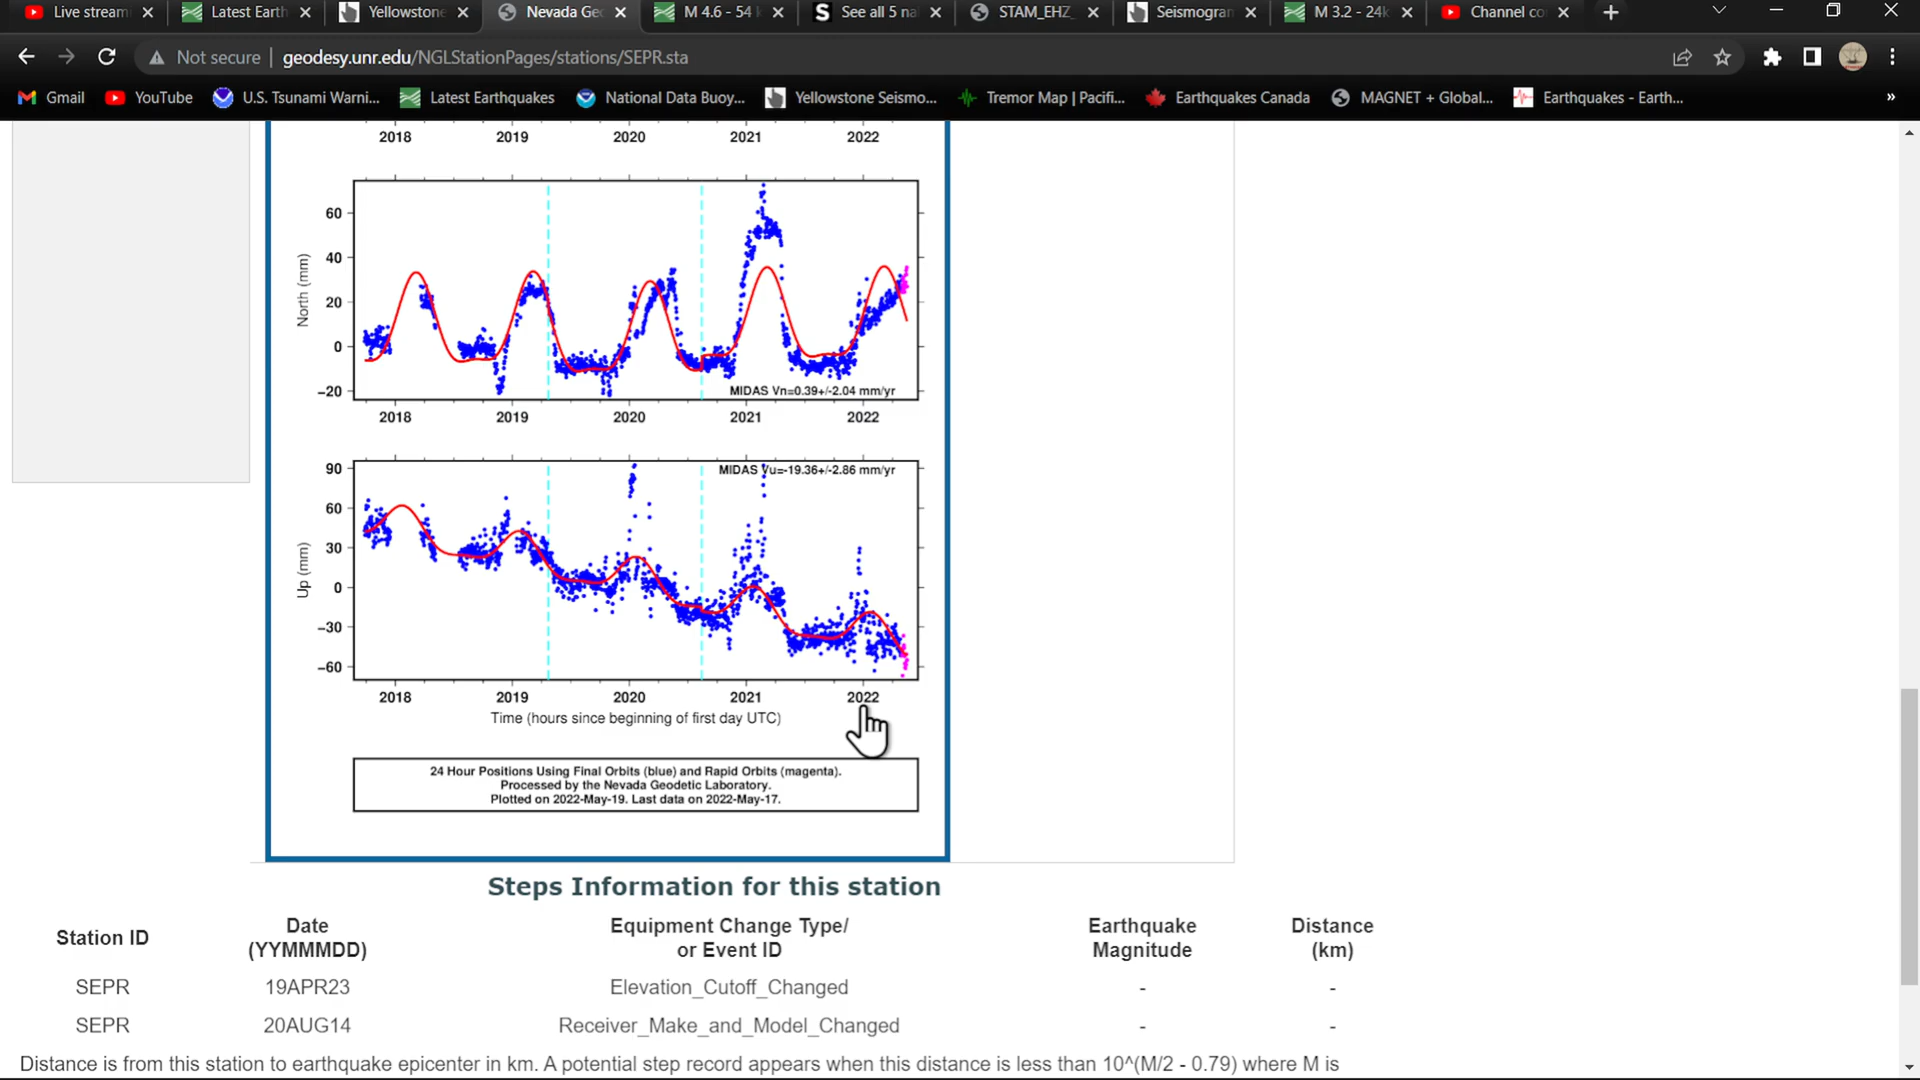 Live stream
Latest Earth
Yellowstone
Nevada Geo
M 4.6 - 54 k
See all 5 na
STAM_EHZ_
Seismogram
M 3.2 - 24k
Channel co
Not secure
geodesy.unr.edu/NGLStationPages/stations/SEPR.sta
Gmail
YouTube
U.S. Tsunami Warni...
Latest Earthquakes
National Data Buoy...
Yellowstone Seismo...
Tremor Map | Pacifi...
Earthquakes Canada
MAGNET + Global...
Earthquakes - Earth...
»
2018 2019 2020 2021 2022
North (mm)
60
40
20
0
−20
MIDAS Vn=0.39+/-2.04 mm/yr
2018 2019 2020 2021 2022
Up (mm)
90
60
30
0
−30
−60
MIDAS Vu=-19.36+/-2.86 mm/yr
2018 2019 2020 2021 2022
Time (hours since beginning of first day UTC)
24 Hour Positions Using Final Orbits (blue) and Rapid Orbits (magenta).
Processed by the Nevada Geodetic Laboratory.
Plotted on 2022-May-19. Last data on 2022-May-17.
Steps Information for this station
Station ID
Date
(YYMMMDD)
Equipment Change Type/
or Event ID
Earthquake
Magnitude
Distance
(km)
SEPR 19APR23 Elevation_Cutoff_Changed - -
SEPR 20AUG14 Receiver_Make_and_Model_Changed - -
Distance is from this station to earthquake epicenter in km. A potential step record appears when this distance is less than 10^(M/2 - 0.79) where M is